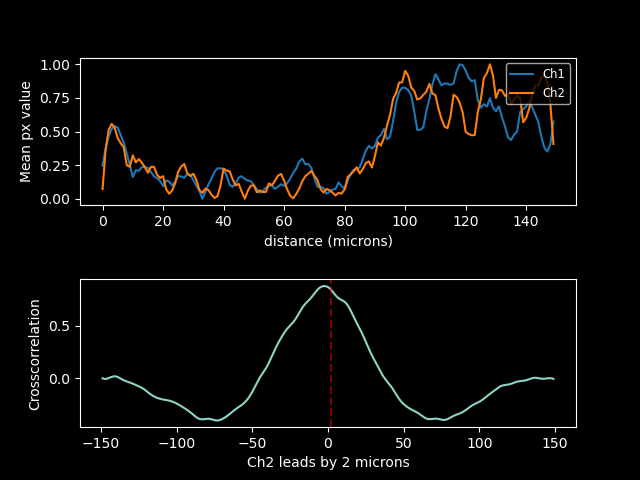 1.00
0.75
0.50
0.25
0.00
Mean px value
Ch1
Ch2
0 20 40 60 80 100 120 140
distance (microns)
0.5
0.0
Crosscorrelation
−150 −100 −50 0 50 100 150
Ch2 leads by 2 microns